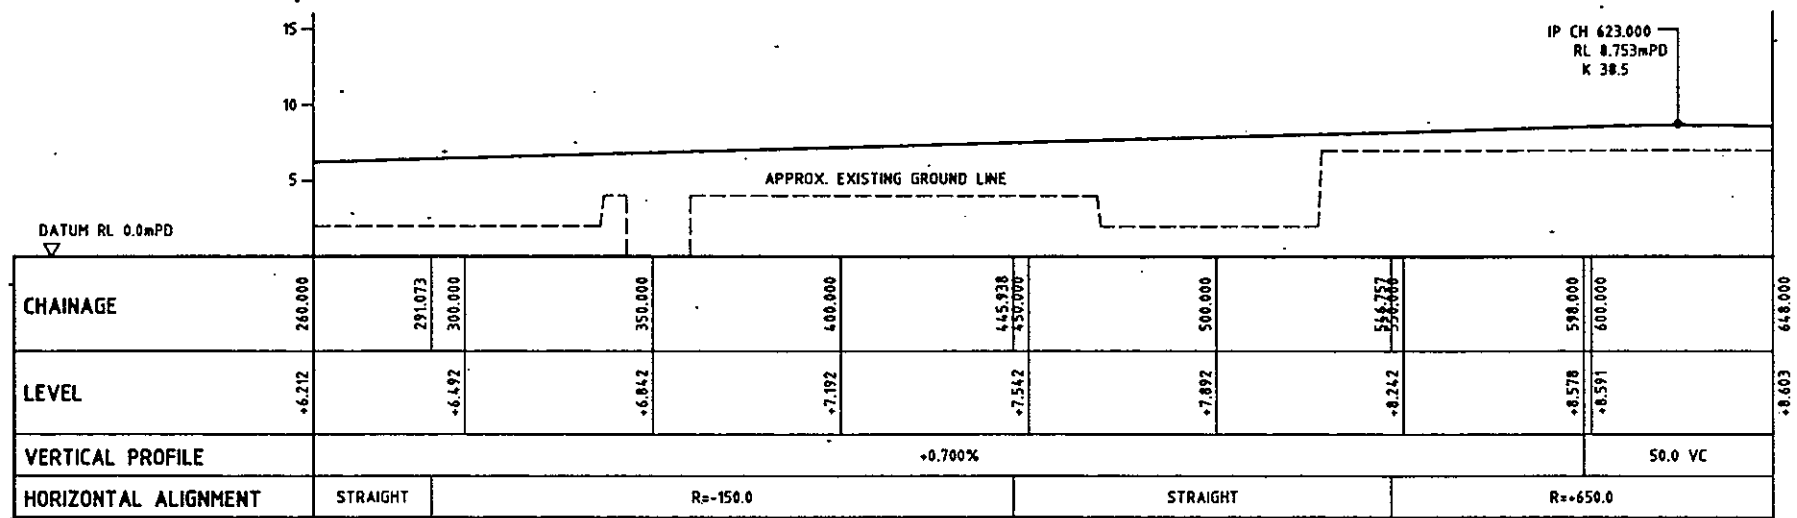 15
IP CH 623.000
RL 8.753mPD
K 38.5
10
5
APPROX. EXISTING GROUND LINE
DATUM RL 0.0mPD
CHAINAGE 260.000 291.073 300.000 350.000 400.000 445.938 450.000 500.000 546.757 550.000 598.000 600.000 648.000
LEVEL +6.212 +6.492 +6.842 +7.192 +7.542 +7.892 +8.242 +8.578 +8.591 +8.603
VERTICAL PROFILE +0.700% 50.0 VC
HORIZONTAL ALIGNMENT STRAIGHT R=-150.0 STRAIGHT R=+650.0